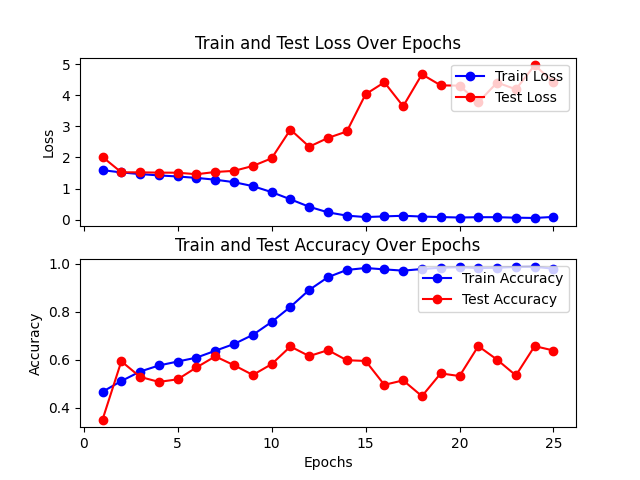 Train and Test Loss Over Epochs
5
4
3
2
1
0
Loss
Train Loss
Test Loss
Train and Test Accuracy Over Epochs
1.0
0.8
0.6
0.4
Accuracy
Train Accuracy
Test Accuracy
0 5 10 15 20 25
Epochs